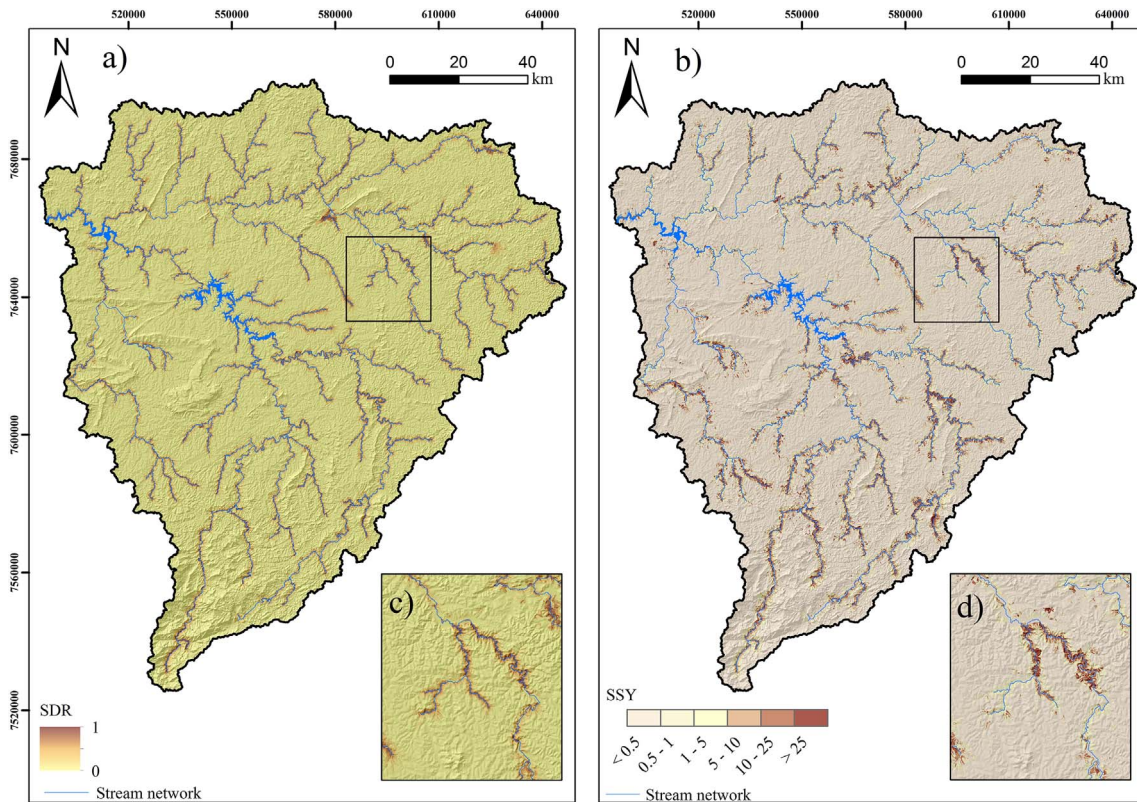 520000 550000 580000 610000 640000
520000 550000 580000 610000 640000
N
a)
0 20 40
km
N
b)
0 20 40
km
7680000
7640000
7600000
7560000
7520000
c)
d)
SDR
1
0
Stream network
SSY
< 0.5
0.5 - 1
1 - 5
5 - 10
10 - 25
> 25
Stream network